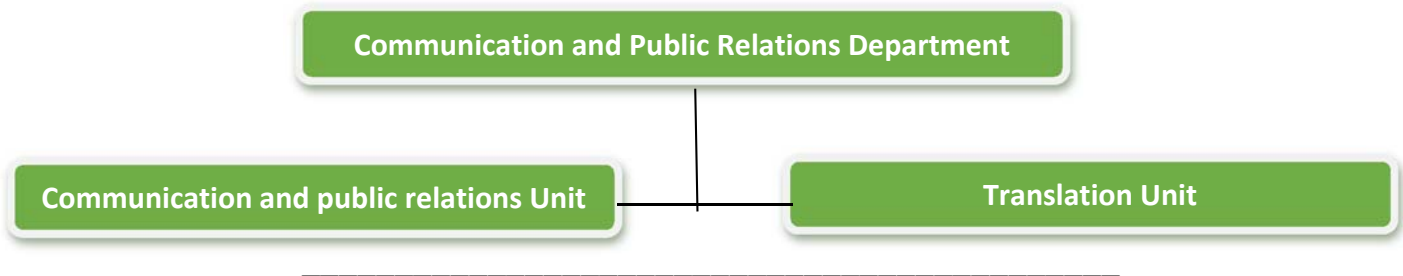 Communication and Public Relations Department
Communication and public relations Unit
Translation Unit